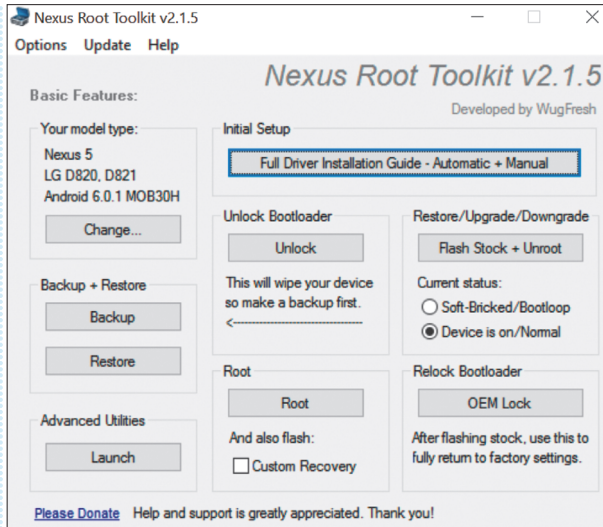 Nexus Root Toolkit v2.1.5
Options Update Help
Nexus Root Toolkit v2.1.5
Developed by WugFresh
Basic Features:
Your model type:
Nexus 5
LG D820, D821
Android 6.0.1 MOB30H
Change...
Initial Setup
Full Driver Installation Guide - Automatic + Manual
Unlock Bootloader
Unlock
This will wipe your device
so make a backup first.
<-----------------------------------
Restore/Upgrade/Downgrade
Flash Stock + Unroot
Current status:
Soft-Bricked/Bootloop
Device is on/Normal
Backup + Restore
Backup
Restore
Root
Root
And also flash:
Custom Recovery
Relock Bootloader
OEM Lock
After flashing stock, use this to
fully return to factory settings.
Advanced Utilities
Launch
Please Donate Help and support is greatly appreciated. Thank you!